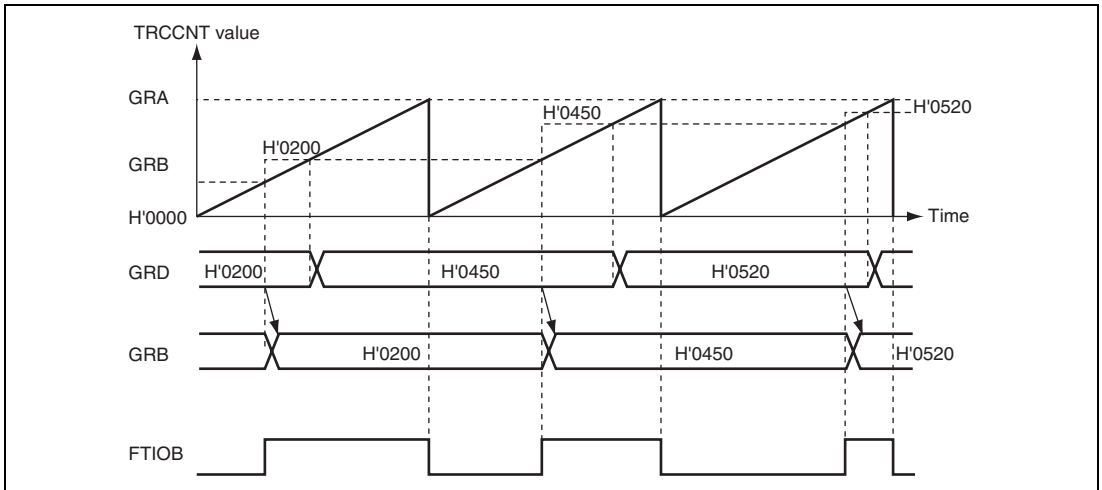 TRCCNT value
GRA
H'0450
H'0520
H'0200
GRB
H'0000
Time
GRD
H'0200
H'0450
H'0520
GRB
H'0200
H'0450
H'0520
FTIOB